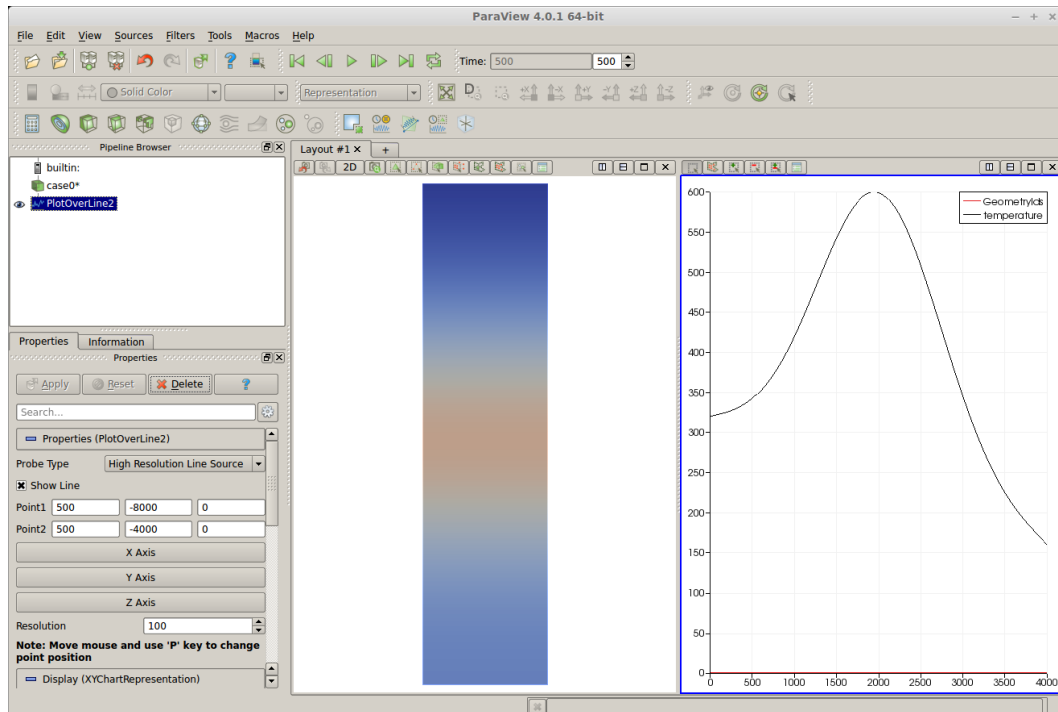 ParaView 4.0.1 64-bit
File Edit View Sources Filters Tools Macros Help
Time: 500 500
Solid Color Representation
Pipeline Browser
builtin:
case0*
PlotOverLine2
Properties Information
Properties
Apply Reset Delete ?
Search...
Properties (PlotOverLine2)
Probe Type High Resolution Line Source
Show Line
Point1 500 -8000 0
Point2 500 -4000 0
X Axis
Y Axis
Z Axis
Resolution 100
Note: Move mouse and use 'P' key to change
point position
Display (XYChartRepresentation)
Layout #1 × +
2D
GeometryIds
temperature
600
550
500
450
400
350
300
250
200
150
100
50
0
0 500 1000 1500 2000 2500 3000 3500 4000